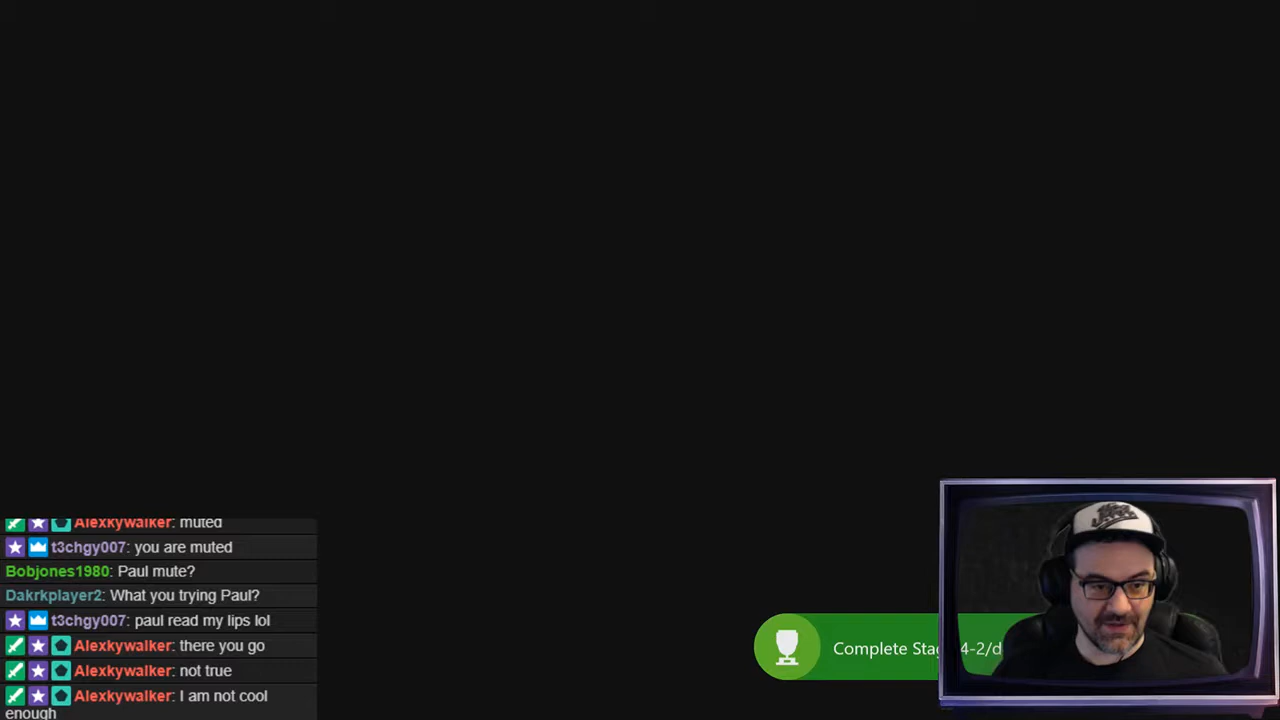 Alexkywalker: muted
t3chgy007: you are muted
Bobjones1980: Paul mute?
Dakrkplayer2: What you trying Paul?
t3chgy007: paul read my lips lol
Alexkywalker: there you go
Alexkywalker: not true
Alexkywalker: I am not cool
enough
Complete Stag 4-2/d